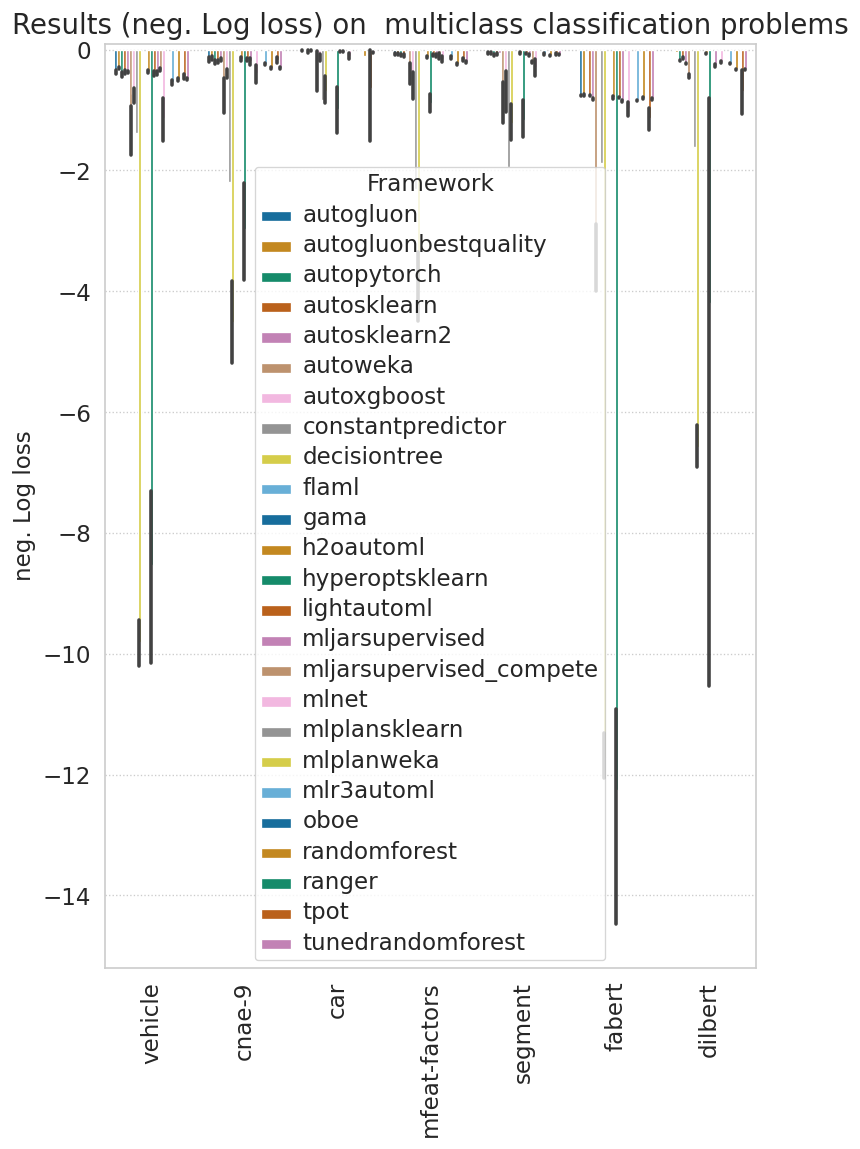 Results (neg. Log loss) on  multiclass classification problems
0
−2
−4
−6
−8
−10
−12
−14
neg. Log loss
Framework
autogluon
autogluonbestquality
autopytorch
autosklearn
autosklearn2
autoweka
autoxgboost
constantpredictor
decisiontree
flaml
gama
h2oautoml
hyperoptsklearn
lightautoml
mljarsupervised
mljarsupervised_compete
mlnet
mlplansklearn
mlplanweka
mlr3automl
oboe
randomforest
ranger
tpot
tunedrandomforest
vehicle
cnae-9
car
mfeat-factors
segment
fabert
dilbert